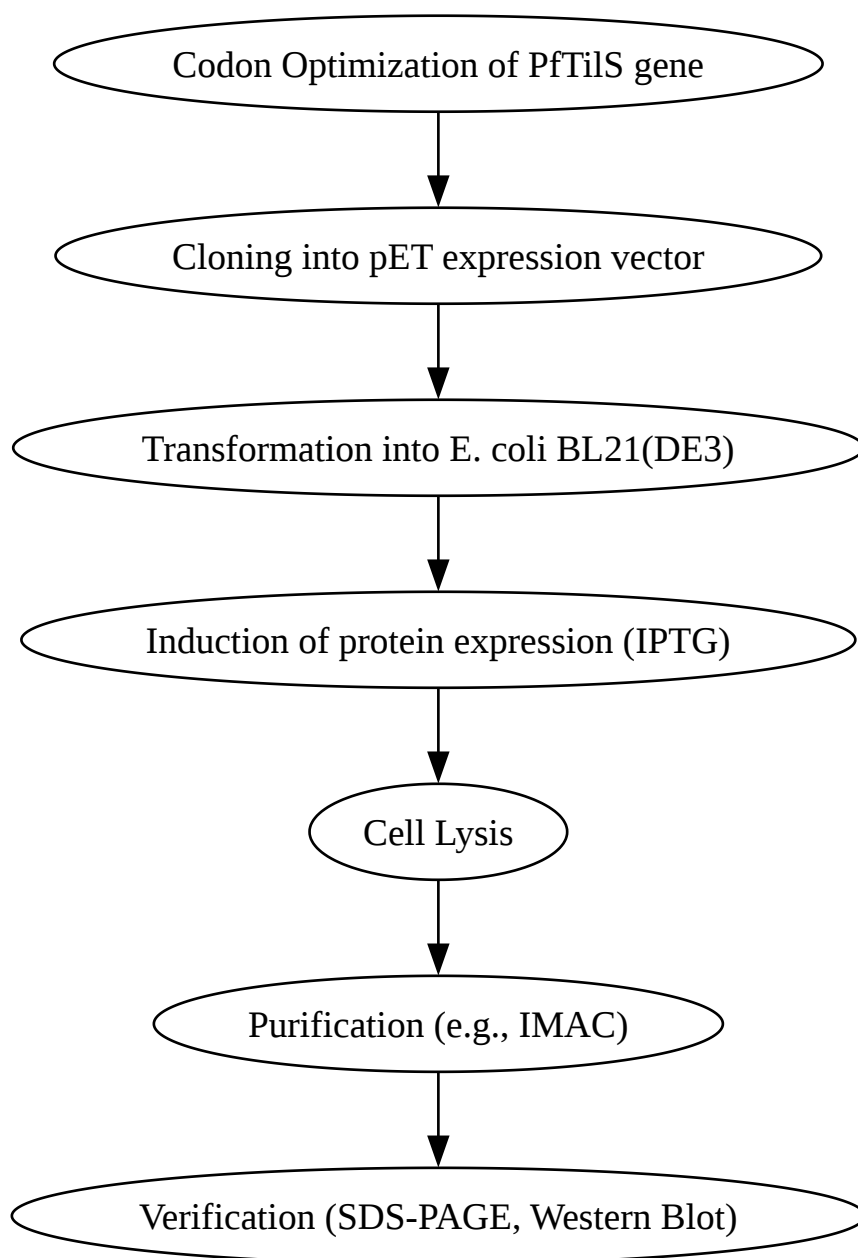 Codon Optimization of PfTilS gene
Cloning into pET expression vector
Transformation into E. coli BL21(DE3)
Induction of protein expression (IPTG)
Cell Lysis
Purification (e.g., IMAC)
Verification (SDS-PAGE, Western Blot)